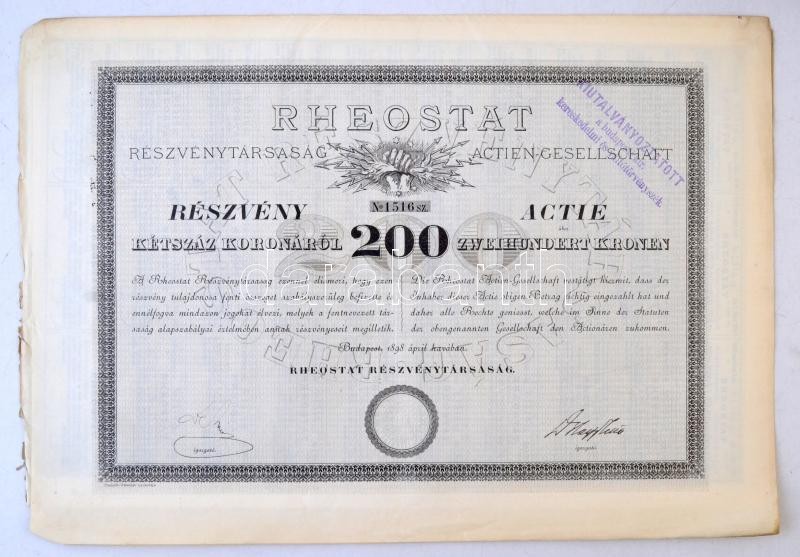 RHEOSTAT
RÉSZVÉNYTÁRSASÁG ACTIEN-GESELLSCHAFT
KIUTALVÁNYOZTATOTT
a budapesti
kereskedelmi
No 1516 sz.
RÉSZVÉNY ACTIE
über
KÉTSZÁZ KORONÁRÓL 200 ZWEIHUNDERT KRONEN
A Rheostat Részvénytársaság ezennel elismeri, hogy ezen
részvény tulajdonosa fenti összeget szabályszerűleg befizette és
ennélfogva mindazon jogokat élvezi, melyek a fentnevezett tár-
saság alapszabályai értelmében annak részvényeseit megilletik.
Die Rheostat Actien-Gesellschaft bestätigt hiermit, dass der
Inhaber dieser Actie obigen Betrag richtig eingezahlt hat und
daher alle Rechte geniesst, welche im Sinne der Statuten
der obengenannten Gesellschaft den Actionären zukommen.
Budapest, 1898 április havában.
RHEOSTAT RÉSZVÉNYTÁRSASÁG.
igazgató.
igazgató.